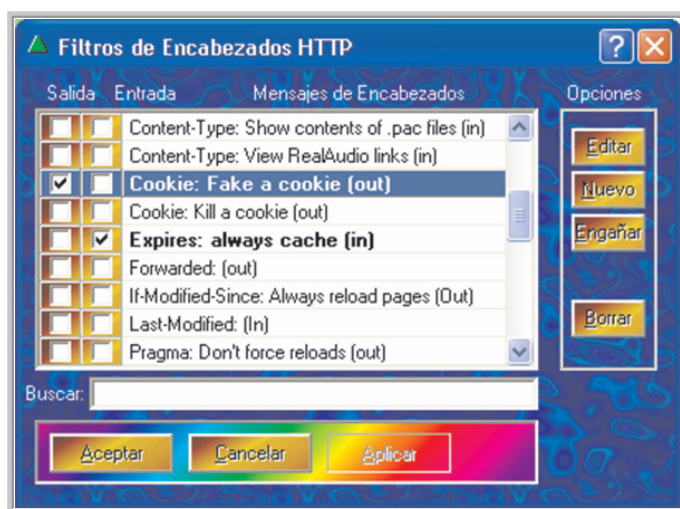 Filtros de Encabezados HTTP
Salida Entrada Mensajes de Encabezados Opciones
Content-Type: Show contents of .pac files (in)
Content-Type: View RealAudio links (in)
Cookie: Fake a cookie (out)
Cookie: Kill a cookie (out)
Expires: always cache (in)
Forwarded: (out)
If-Modified-Since: Always reload pages (Out)
Last-Modified: (In)
Pragma: Don't force reloads (out)
Editar
Nuevo
Engañar
Borrar
Buscar:
Aceptar Cancelar Aplicar